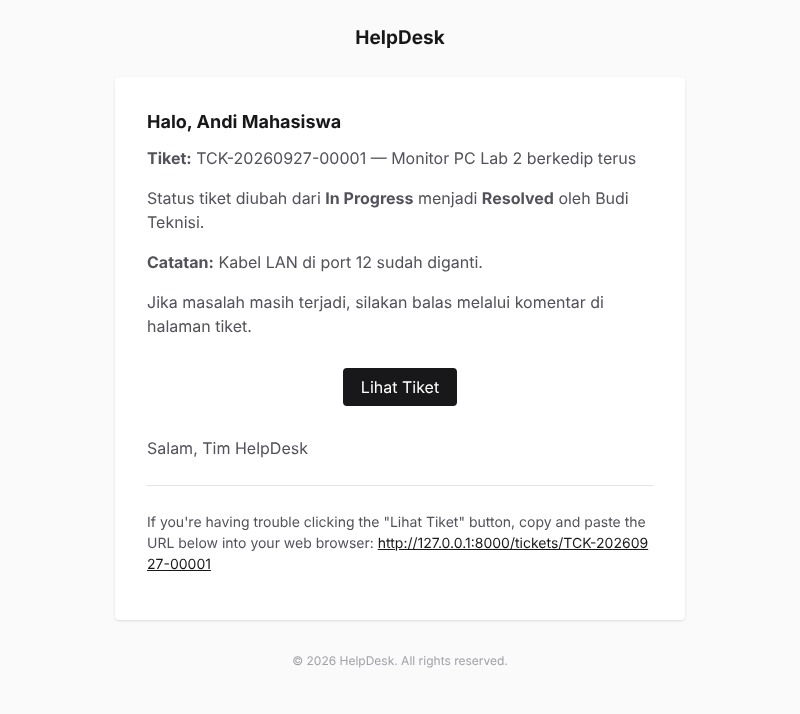 HelpDesk
Halo, Andi Mahasiswa
Tiket: TCK-20260927-00001 — Monitor PC Lab 2 berkedip terus
Status tiket diubah dari In Progress menjadi Resolved oleh Budi
Teknisi.
Catatan: Kabel LAN di port 12 sudah diganti.
Jika masalah masih terjadi, silakan balas melalui komentar di
halaman tiket.
Lihat Tiket
Salam, Tim HelpDesk
If you're having trouble clicking the "Lihat Tiket" button, copy and paste the
URL below into your web browser: http://127.0.0.1:8000/tickets/TCK-202609
27-00001
© 2026 HelpDesk. All rights reserved.